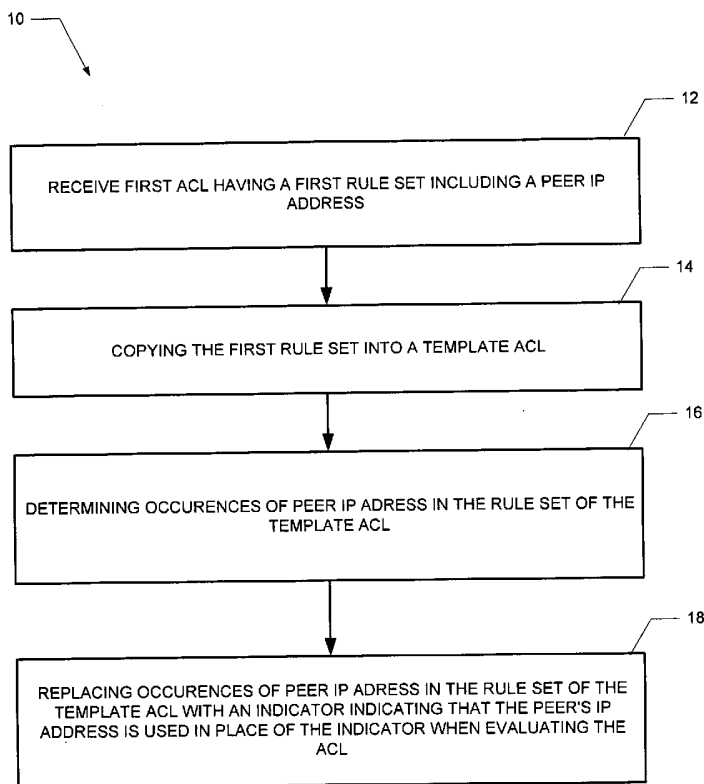 10
12
RECEIVE FIRST ACL HAVING A FIRST RULE SET INCLUDING A PEER IP
ADDRESS
14
COPYING THE FIRST RULE SET INTO A TEMPLATE ACL
16
DETERMINING OCCURENCES OF PEER IP ADRESS IN THE RULE SET OF THE
TEMPLATE ACL
18
REPLACING OCCURENCES OF PEER IP ADRESS IN THE RULE SET OF THE
TEMPLATE ACL WITH AN INDICATOR INDICATING THAT THE PEER'S IP
ADDRESS IS USED IN PLACE OF THE INDICATOR WHEN EVALUATING THE
ACL